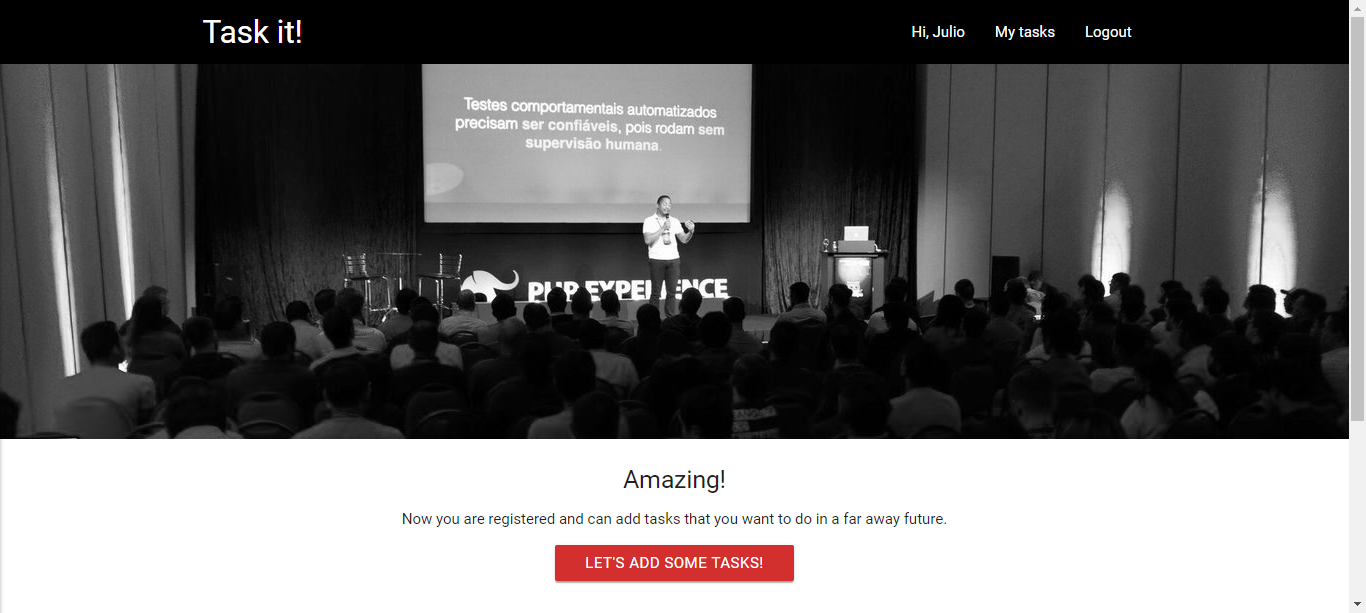 Task it!
Hi, Julio
My tasks
Logout
Testes comportamentais automatizados
precisam ser confiáveis, pois rodam sem
supervisão humana.
PHP EXPERIENCE
Amazing!
Now you are registered and can add tasks that you want to do in a far away future.
LET'S ADD SOME TASKS!